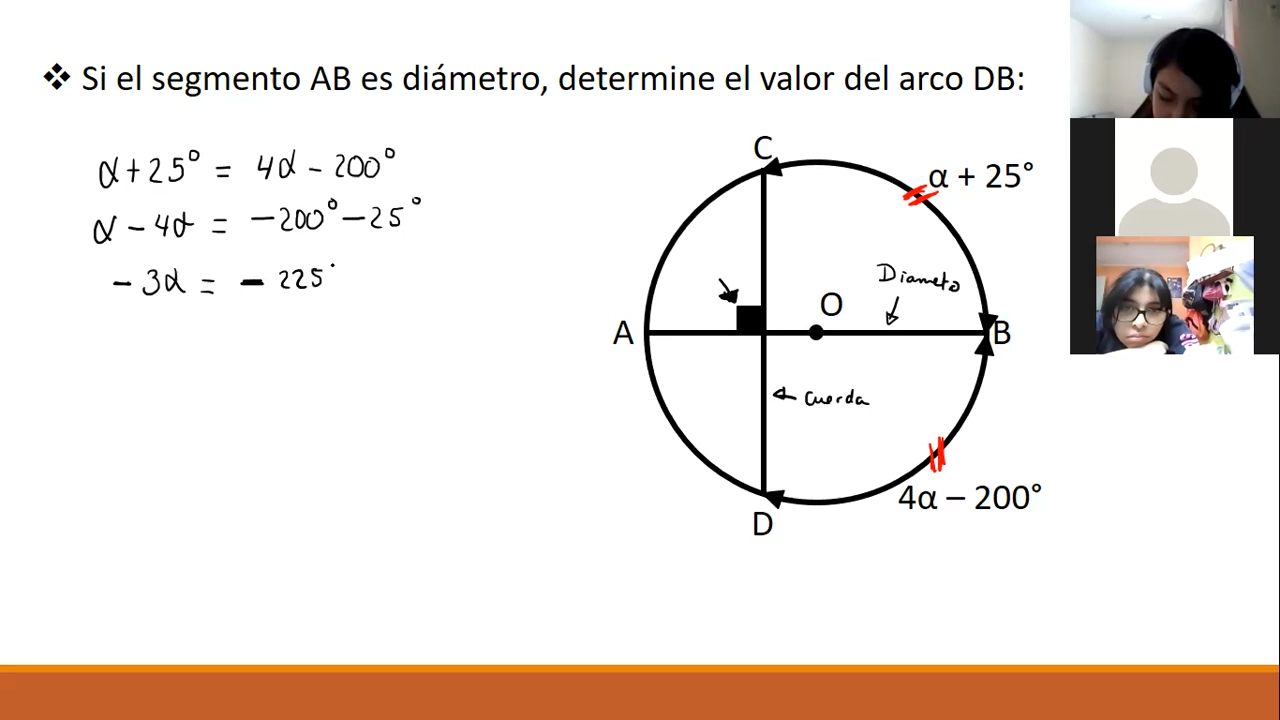 ❖ Si el segmento AB es diámetro, determine el valor del arco DB:
α + 25° = 4α - 200°
α - 4α = -200° - 25°
-3α = - 225°
C
α + 25°
Diameto
O
A
B
Cuerda
4α – 200°
D